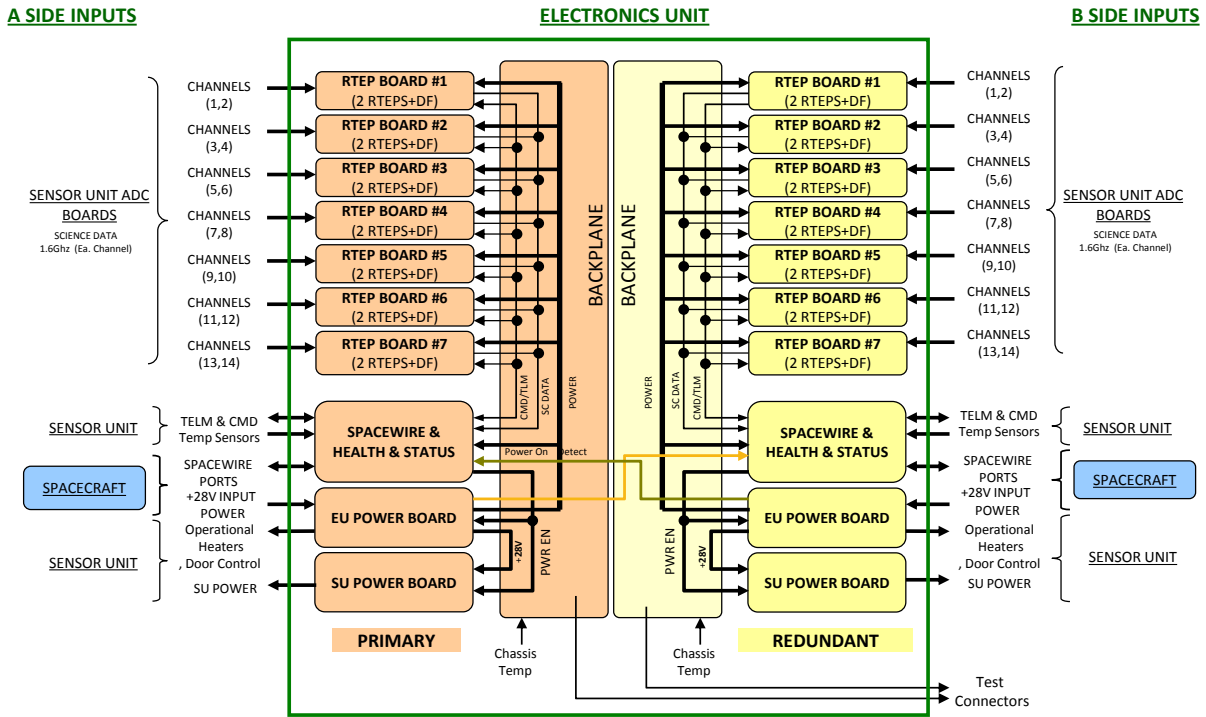 A SIDE INPUTS
ELECTRONICS UNIT
B SIDE INPUTS
CHANNELS
(1,2)
CHANNELS
(3,4)
CHANNELS
(5,6)
CHANNELS
(7,8)
CHANNELS
(9,10)
CHANNELS
(11,12)
CHANNELS
(13,14)
SENSOR UNIT ADC
BOARDS
SCIENCE DATA
1.6Ghz (Ea. Channel)
SENSOR UNIT
TELM & CMD
Temp Sensors
SPACECRAFT
SPACEWIRE
PORTS
+28V INPUT
POWER
SENSOR UNIT
Operational
Heaters
, Door Control
SU POWER
RTEP BOARD #1
(2 RTEPS+DF)
RTEP BOARD #2
(2 RTEPS+DF)
RTEP BOARD #3
(2 RTEPS+DF)
RTEP BOARD #4
(2 RTEPS+DF)
RTEP BOARD #5
(2 RTEPS+DF)
RTEP BOARD #6
(2 RTEPS+DF)
RTEP BOARD #7
(2 RTEPS+DF)
SPACEWIRE &
HEALTH & STATUS
EU POWER BOARD
SU POWER BOARD
PRIMARY
BACKPLANE
CMD/TLM
SC DATA
POWER
Power On Detect
+28V
PWR EN
Chassis
Temp
BACKPLANE
POWER
SC DATA
CMD/TLM
PWR EN
+28V
Chassis
Temp
RTEP BOARD #1
(2 RTEPS+DF)
RTEP BOARD #2
(2 RTEPS+DF)
RTEP BOARD #3
(2 RTEPS+DF)
RTEP BOARD #4
(2 RTEPS+DF)
RTEP BOARD #5
(2 RTEPS+DF)
RTEP BOARD #6
(2 RTEPS+DF)
RTEP BOARD #7
(2 RTEPS+DF)
SPACEWIRE &
HEALTH & STATUS
EU POWER BOARD
SU POWER BOARD
REDUNDANT
CHANNELS
(1,2)
CHANNELS
(3,4)
CHANNELS
(5,6)
CHANNELS
(7,8)
CHANNELS
(9,10)
CHANNELS
(11,12)
CHANNELS
(13,14)
SENSOR UNIT ADC
BOARDS
SCIENCE DATA
1.6Ghz (Ea. Channel)
TELM & CMD
Temp Sensors
SENSOR UNIT
SPACEWIRE
PORTS
+28V INPUT
POWER
SPACECRAFT
Operational
Heaters
, Door Control
SU POWER
SENSOR UNIT
Test
Connectors